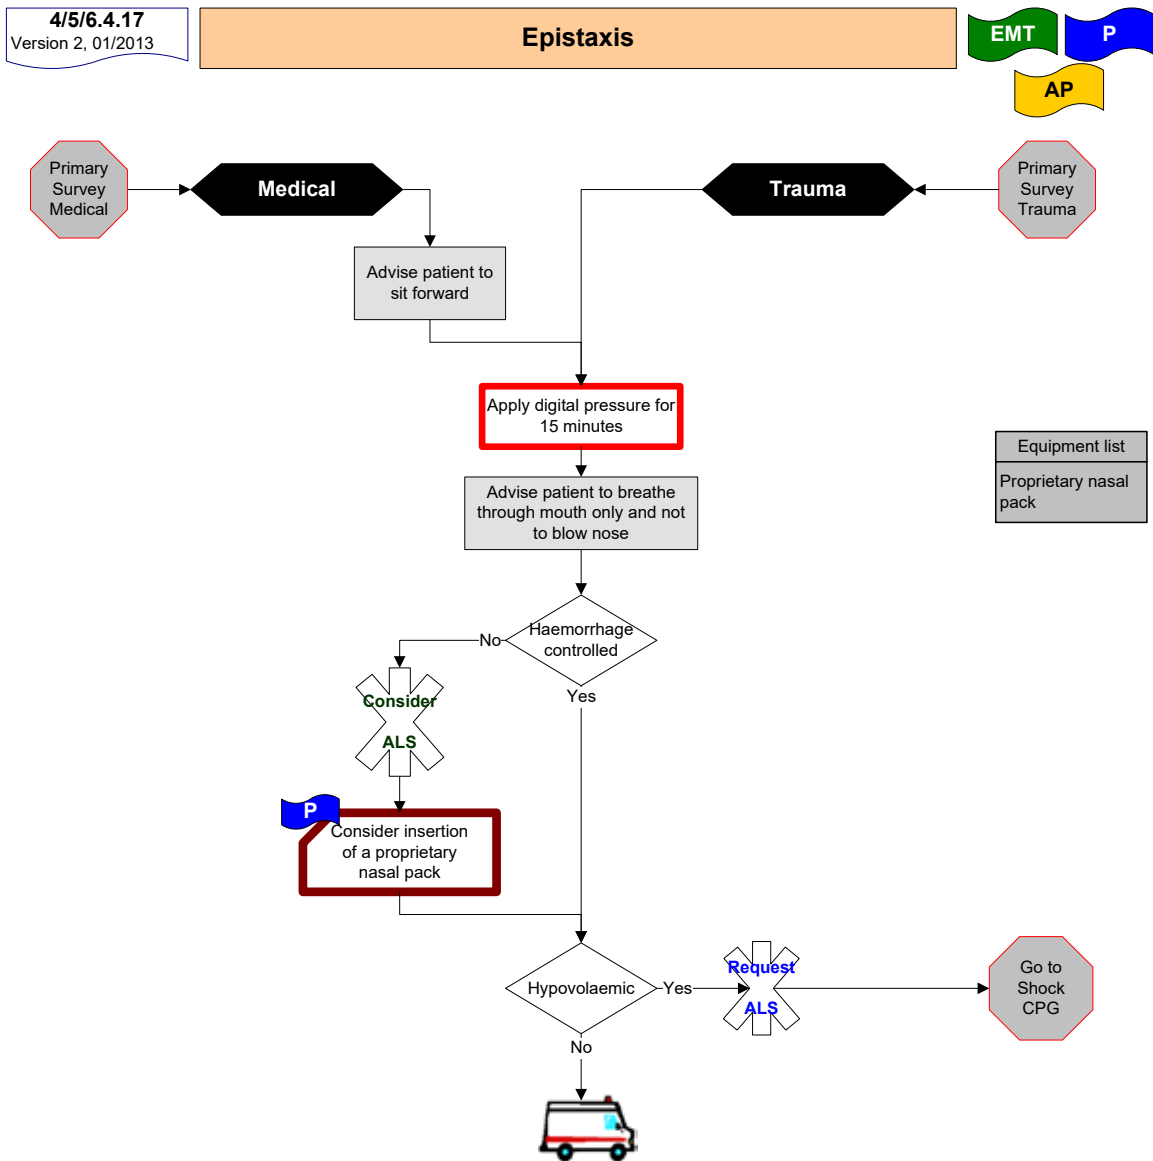 4/5/6.4.17
Version 2, 01/2013
Epistaxis
EMT
P
AP
Primary
Survey
Medical
Medical
Trauma
Primary
Survey
Trauma
Advise patient to
sit forward
Apply digital pressure for
15 minutes
Equipment list
Proprietary nasal
pack
Advise patient to breathe
through mouth only and not
to blow nose
Haemorrhage
controlled
No
Yes
Consider
ALS
P
Consider insertion
of a proprietary
nasal pack
Hypovolaemic
Yes
Request
ALS
Go to
Shock
CPG
No